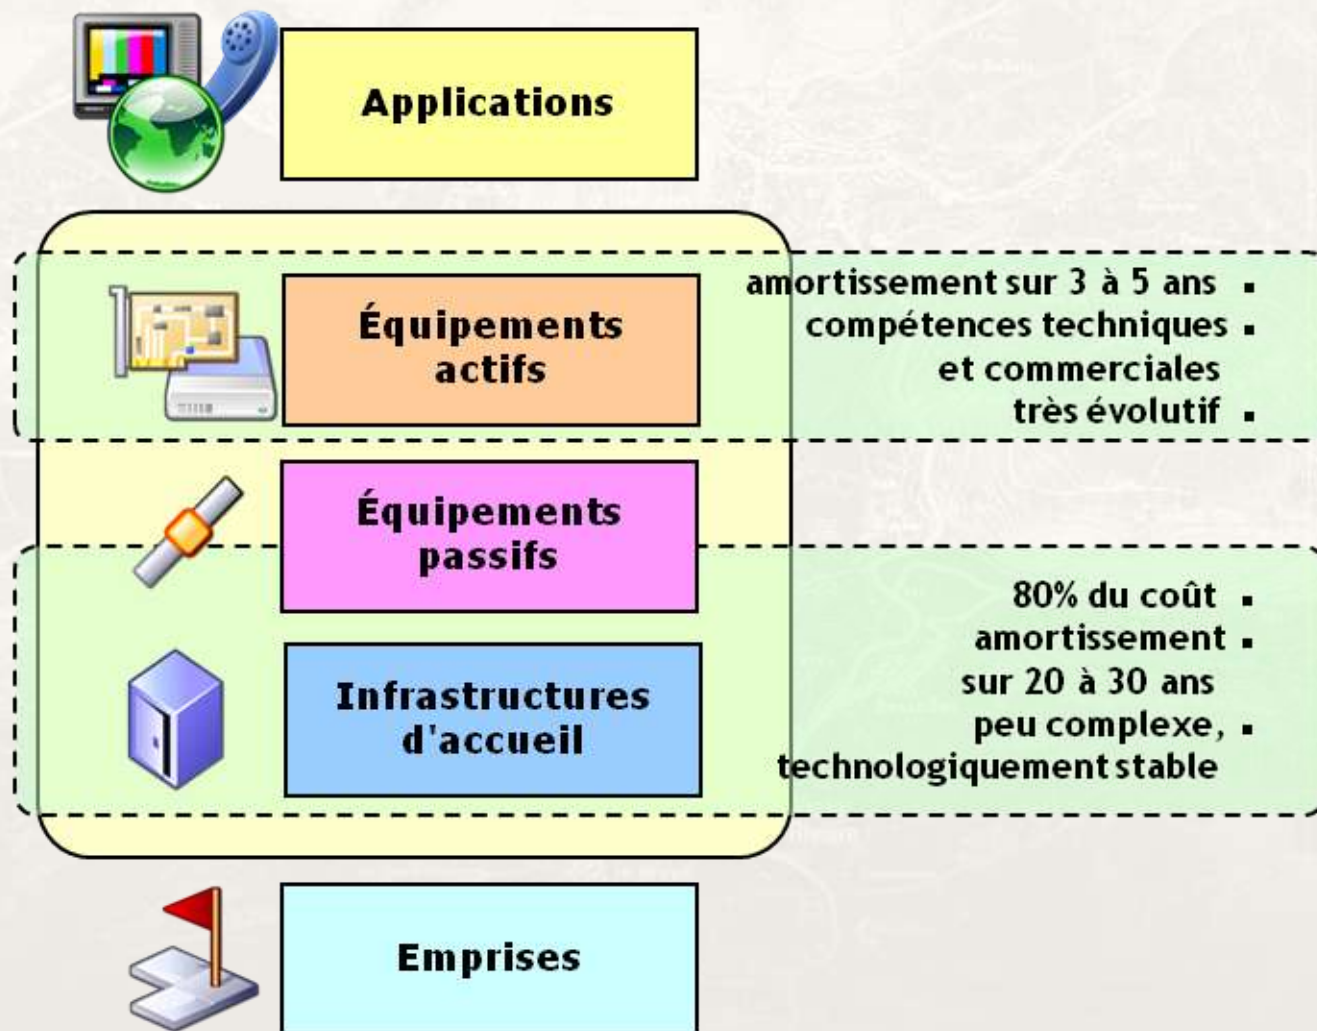 Applications
Équipements
actifs
amortissement sur 3 à 5 ans ▪
compétences techniques ▪
et commerciales
très évolutif ▪
Équipements
passifs
Infrastructures
d'accueil
80% du coût ▪
amortissement ▪
sur 20 à 30 ans
peu complexe, ▪
technologiquement stable
Emprises